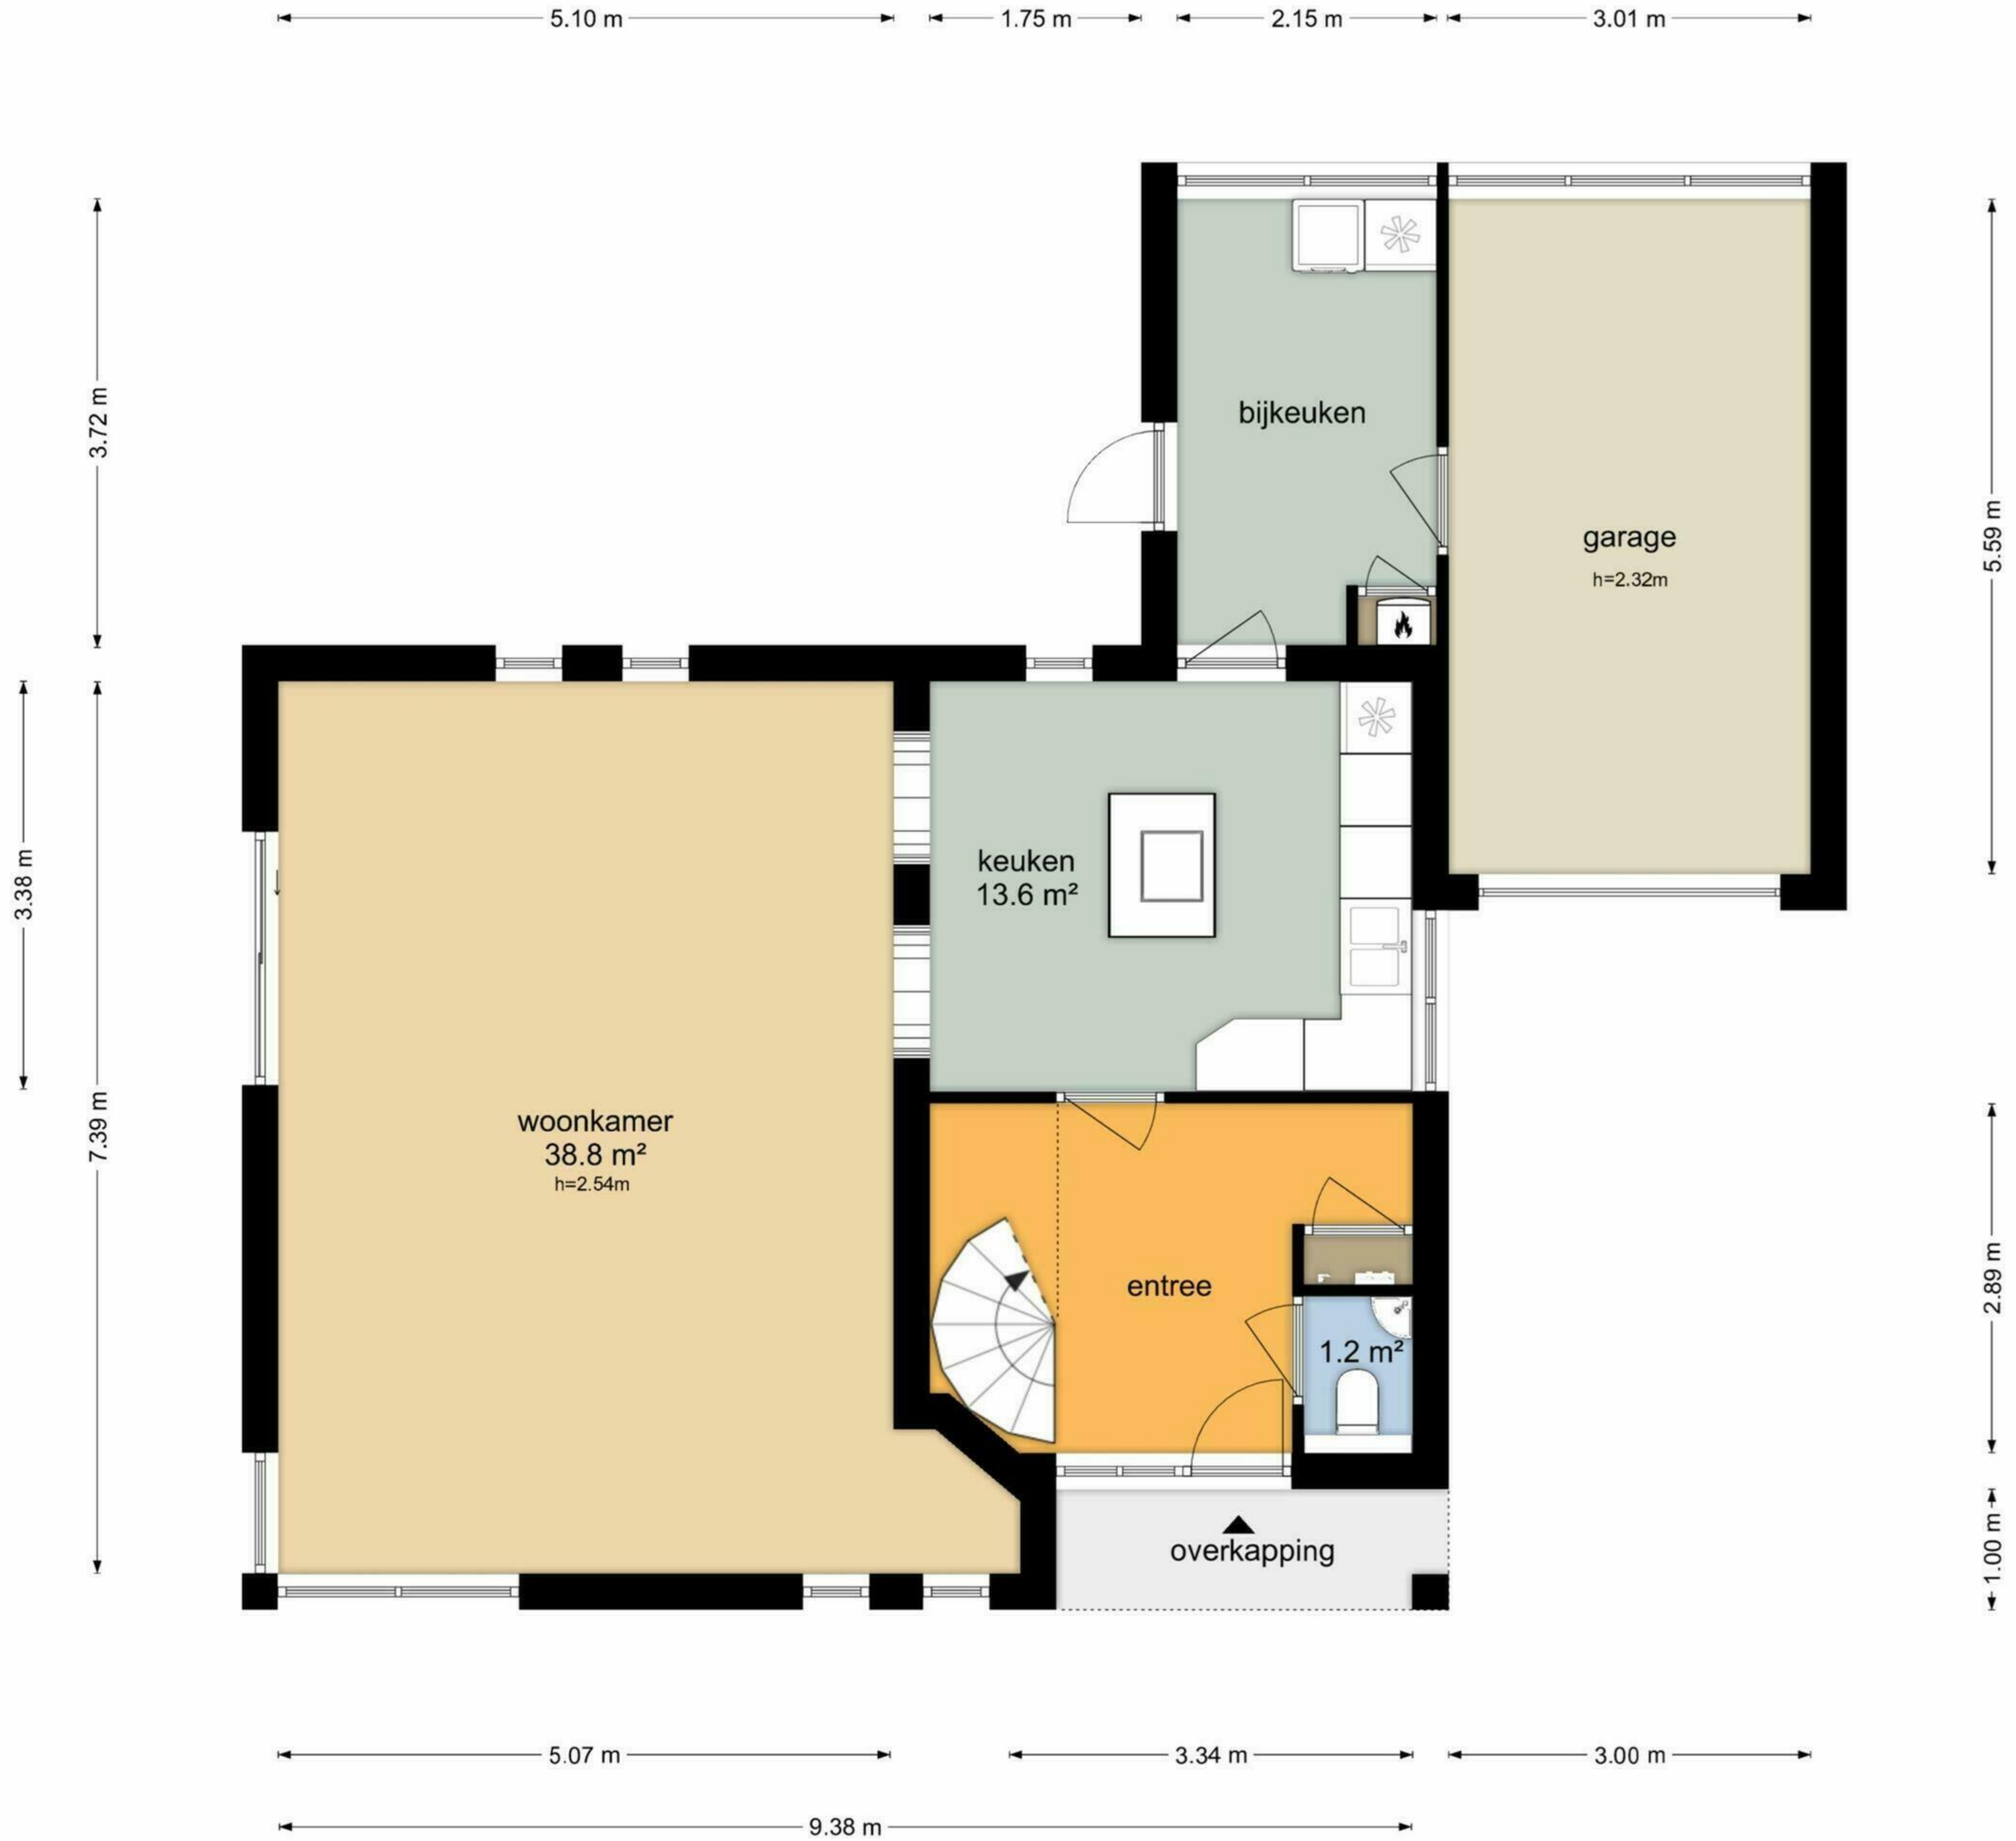 5.10 m
1.75 m
2.15 m
3.01 m
3.72 m
bijkeuken
garage
h=2.32m
5.59 m
3.38 m
7.39 m
keuken
13.6 m²
woonkamer
38.8 m²
h=2.54m
entree
1.2 m²
2.89 m
overkapping
1.00 m
5.07 m
3.34 m
3.00 m
9.38 m